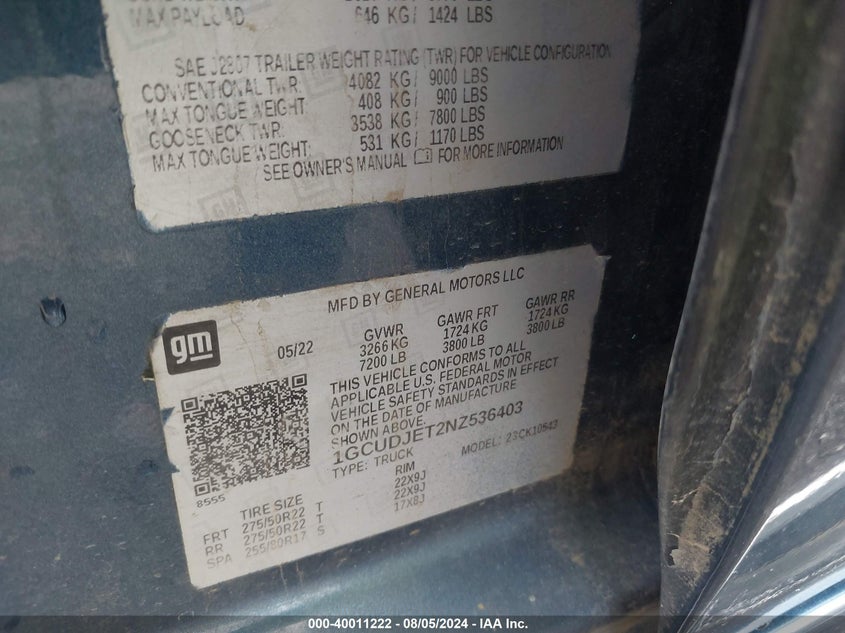 MAX PAYLOAD 646 KG/ 1424 LBS
SAE J2807 TRAILER WEIGHT RATING (TWR) FOR VEHICLE CONFIGURATION
CONVENTIONAL TWR: 4082 KG/ 9000 LBS
MAX TONGUE WEIGHT: 408 KG/ 900 LBS
GOOSENECK TWR: 3538 KG/ 7800 LBS
MAX TONGUE WEIGHT: 531 KG/ 1170 LBS
SEE OWNER'S MANUAL FOR MORE INFORMATION
gm
MFD BY GENERAL MOTORS LLC
05/22 GVWR GAWR FRT GAWR RR
3266 KG 1724 KG 1724 KG
7200 LB 3800 LB 3800 LB
THIS VEHICLE CONFORMS TO ALL
APPLICABLE U.S. FEDERAL MOTOR
VEHICLE SAFETY STANDARDS IN EFFECT
ON THE DATE OF MANUFACTURE
SHOWN ABOVE.
1GCUDJET2NZ536403
TYPE: TRUCK MODEL: 23CK10543
8555
TIRE SIZE RIM
FRT 275/50R22 T 22X9J
RR 275/50R22 T 22X9J
SPA 255/80R17 S 17X8J
000-40011222 - 08/05/2024 - IAA Inc.